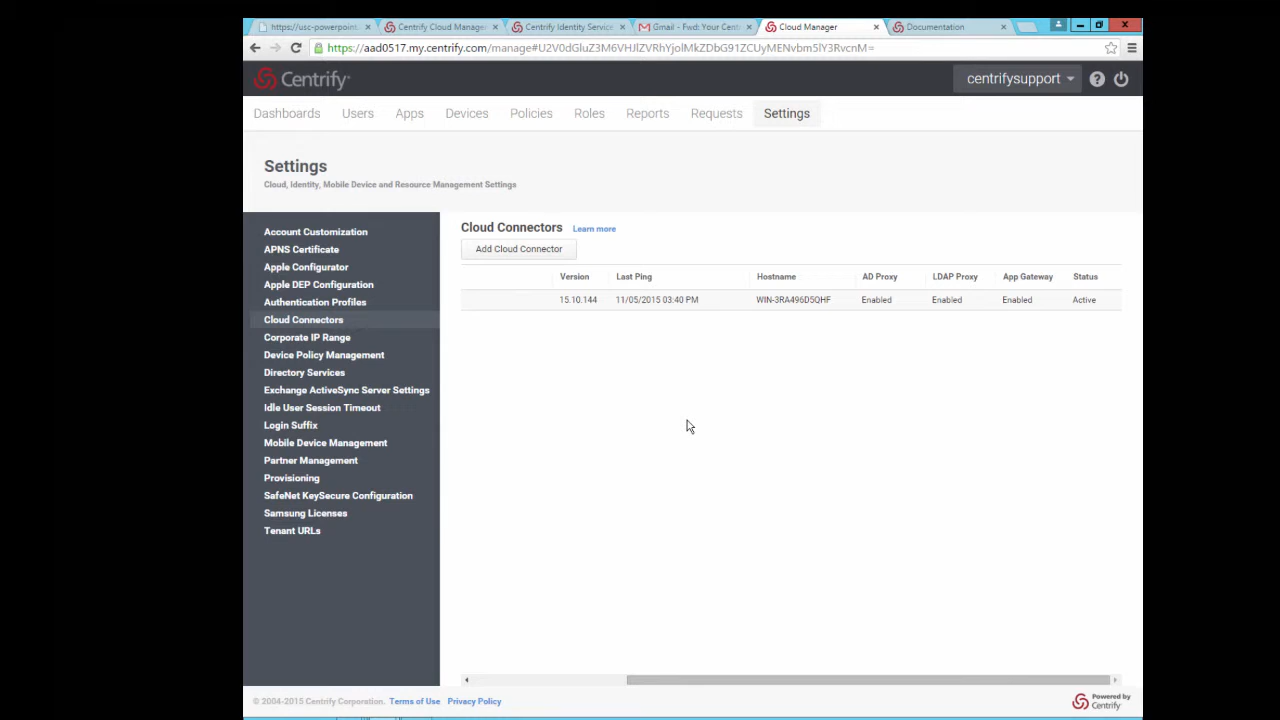 https://usc-powerpoint.
Centrify Cloud Manage
Centrify Identity Service
Gmail - Fwd: Your Cent
Cloud Manager
Documentation
https://aad0517.my.centrify.com/manage#U2V0dGluZ3M6VHJlZVRhYjolMkZDbG91ZCUyMENvbm5lY3RvcnM=
Centrify
centrifysupport
Dashboards Users Apps Devices Policies Roles Reports Requests Settings
Settings
Cloud, Identity, Mobile Device and Resource Management Settings
Account Customization
APNS Certificate
Apple Configurator
Apple DEP Configuration
Authentication Profiles
Cloud Connectors
Corporate IP Range
Device Policy Management
Directory Services
Exchange ActiveSync Server Settings
Idle User Session Timeout
Login Suffix
Mobile Device Management
Partner Management
Provisioning
SafeNet KeySecure Configuration
Samsung Licenses
Tenant URLs
Cloud Connectors Learn more
Add Cloud Connector
Version Last Ping Hostname AD Proxy LDAP Proxy App Gateway Status
15.10.144 11/05/2015 03:40 PM WIN-3RA496D5QHF Enabled Enabled Enabled Active
© 2004-2015 Centrify Corporation. Terms of Use Privacy Policy
Powered by
Centrify